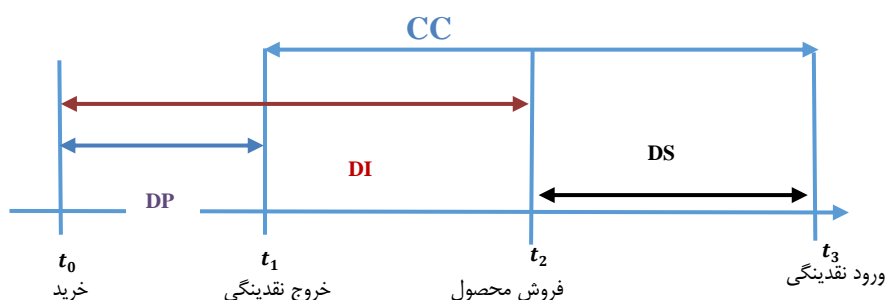 CC
DI
DS
DP
t₀
t₁
t₂
t₃
خرید
خروج نقدینگی
فروش محصول
ورود نقدینگی